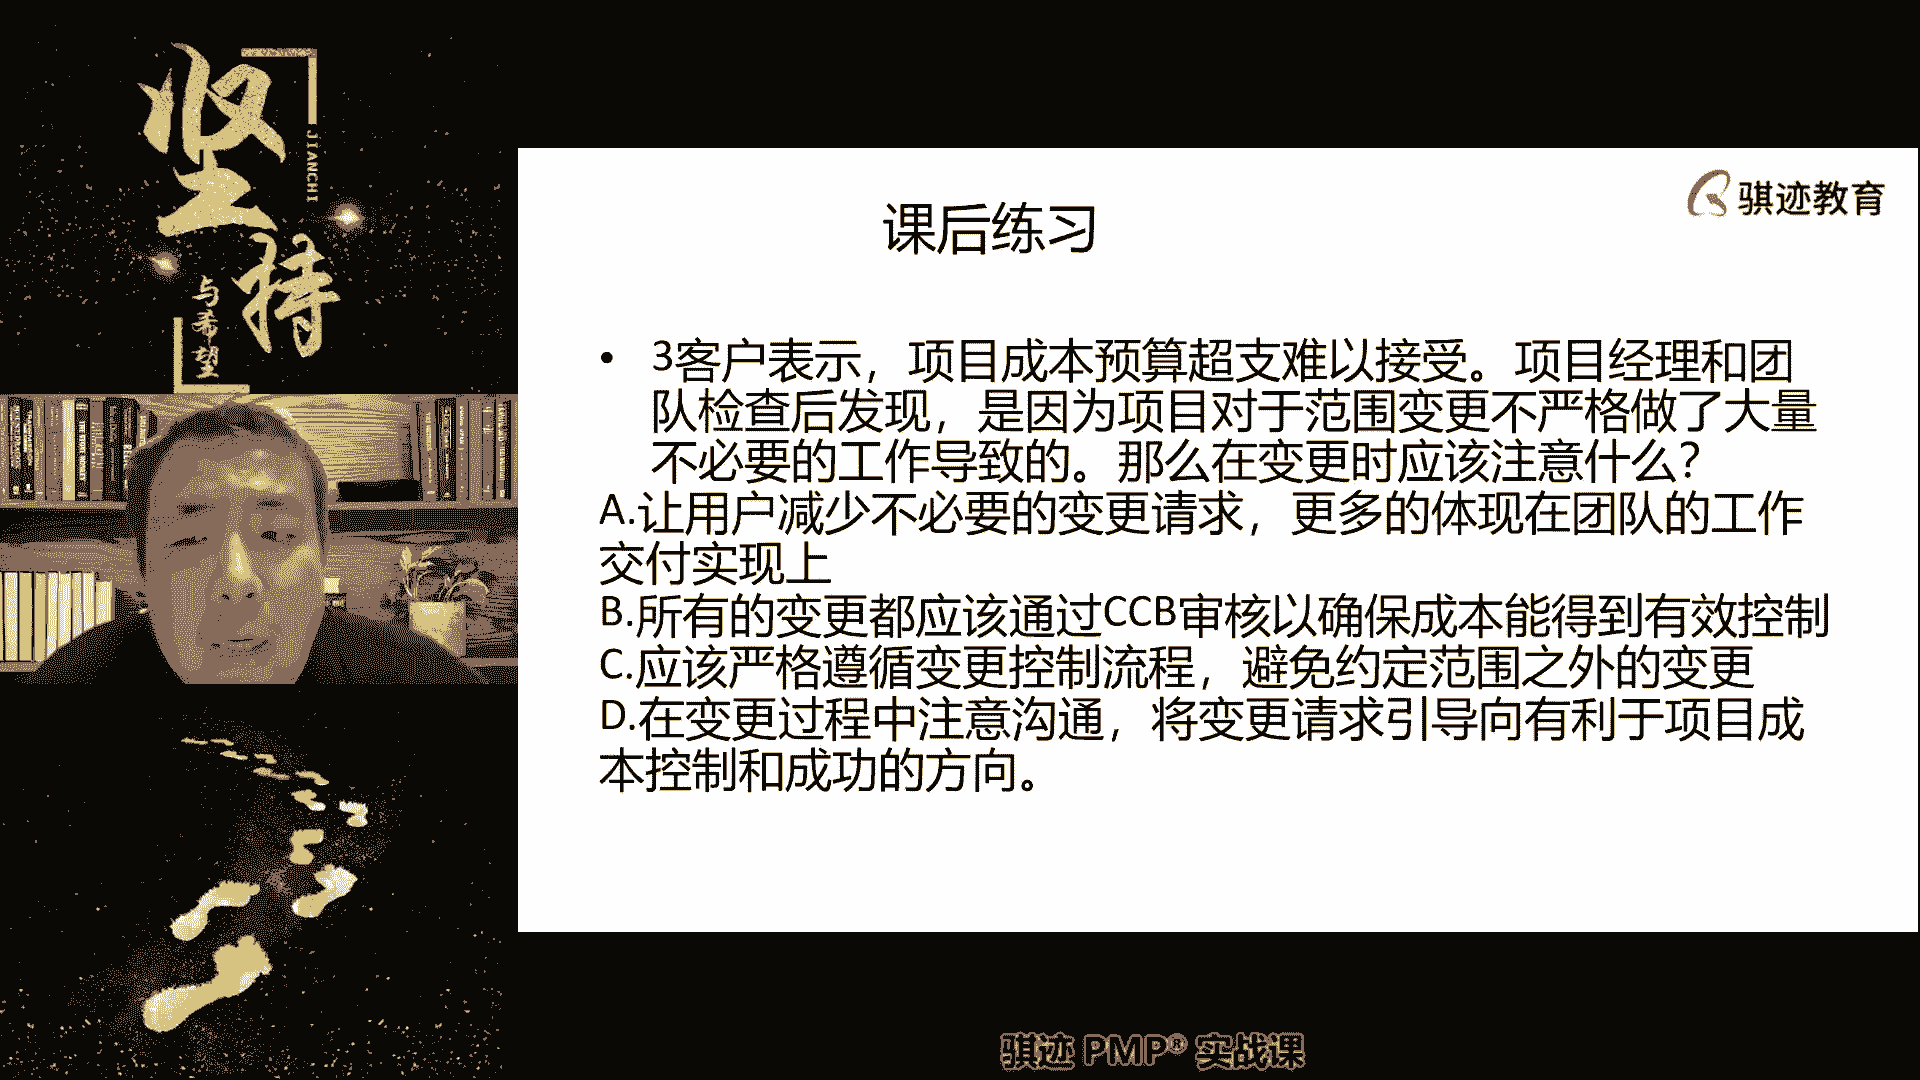 坚持
JIANCHI
与希望
骐迹教育
课后练习
• 3客户表示，项目成本预算超支难以接受。项目经理和团
队检查后发现，是因为项目对于范围变更不严格做了大量
不必要的工作导致的。那么在变更时应该注意什么？
A.让用户减少不必要的变更请求，更多的体现在团队的工作
交付实现上
B.所有的变更都应该通过CCB审核以确保成本能得到有效控制
C.应该严格遵循变更控制流程，避免约定范围之外的变更
D.在变更过程中注意沟通，将变更请求引导向有利于项目成
本控制和成功的方向。
骐迹 PMP® 实战课